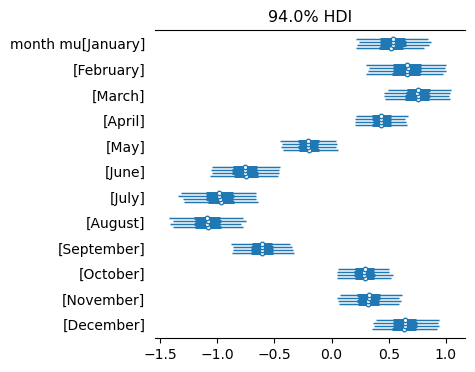 94.0% HDI
month mu[January]
[February]
[March]
[April]
[May]
[June]
[July]
[August]
[September]
[October]
[November]
[December]
−1.5 −1.0 −0.5 0.0 0.5 1.0